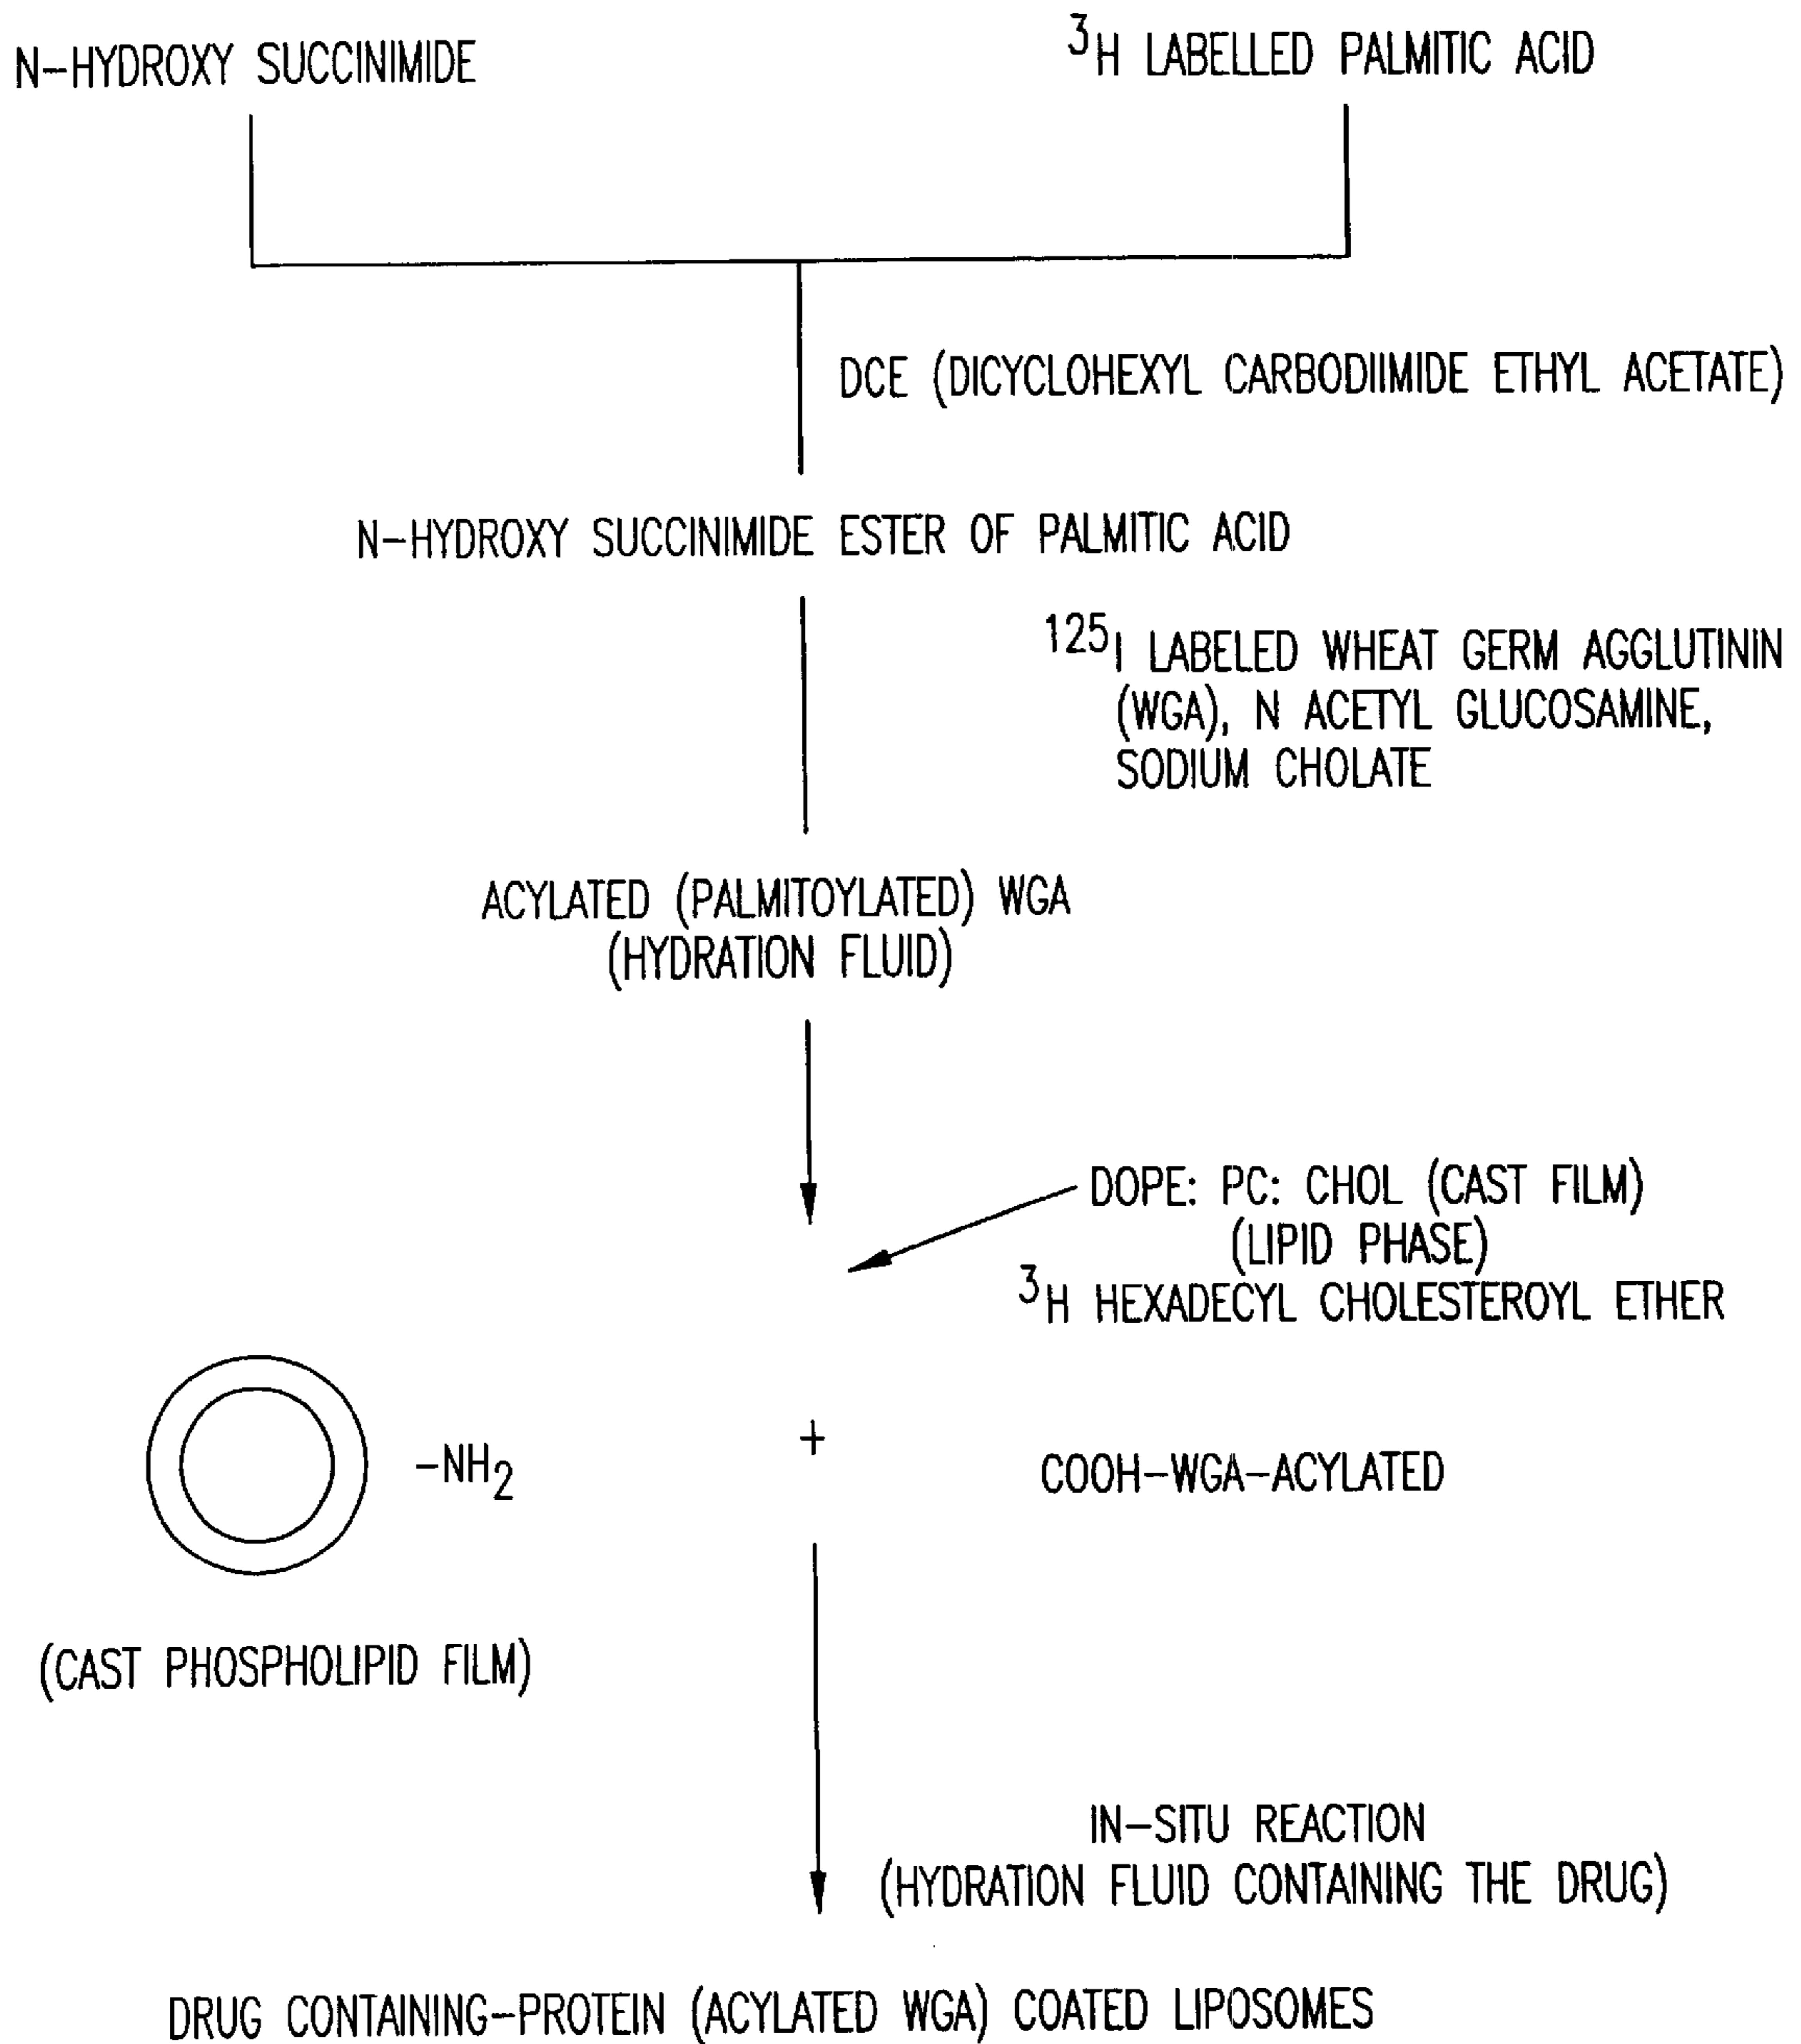 N-HYDROXY SUCCINIMIDE
³H LABELLED PALMITIC ACID
DCE (DICYCLOHEXYL CARBODIIMIDE ETHYL ACETATE)
N-HYDROXY SUCCINIMIDE ESTER OF PALMITIC ACID
¹²⁵I LABELED WHEAT GERM AGGLUTININ
(WGA), N ACETYL GLUCOSAMINE,
SODIUM CHOLATE
ACYLATED (PALMITOYLATED) WGA
(HYDRATION FLUID)
DOPE: PC: CHOL (CAST FILM)
(LIPID PHASE)
³H HEXADECYL CHOLESTEROYL ETHER
-NH₂
+
COOH-WGA-ACYLATED
(CAST PHOSPHOLIPID FILM)
IN-SITU REACTION
(HYDRATION FLUID CONTAINING THE DRUG)
DRUG CONTAINING-PROTEIN (ACYLATED WGA) COATED LIPOSOMES